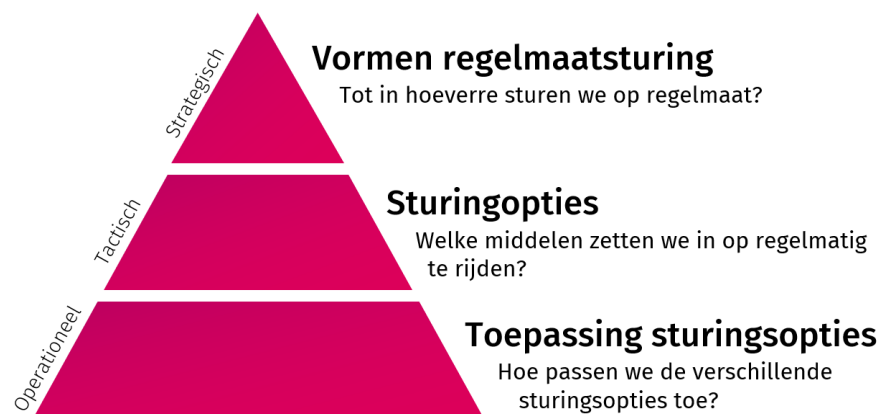 Strategisch
Vormen regelmaatsturing
Tot in hoeverre sturen we op regelmaat?
Tactisch
Sturingopties
Welke middelen zetten we in op regelmatig
te rijden?
Operationeel
Toepassing sturingsopties
Hoe passen we de verschillende
sturingsopties toe?